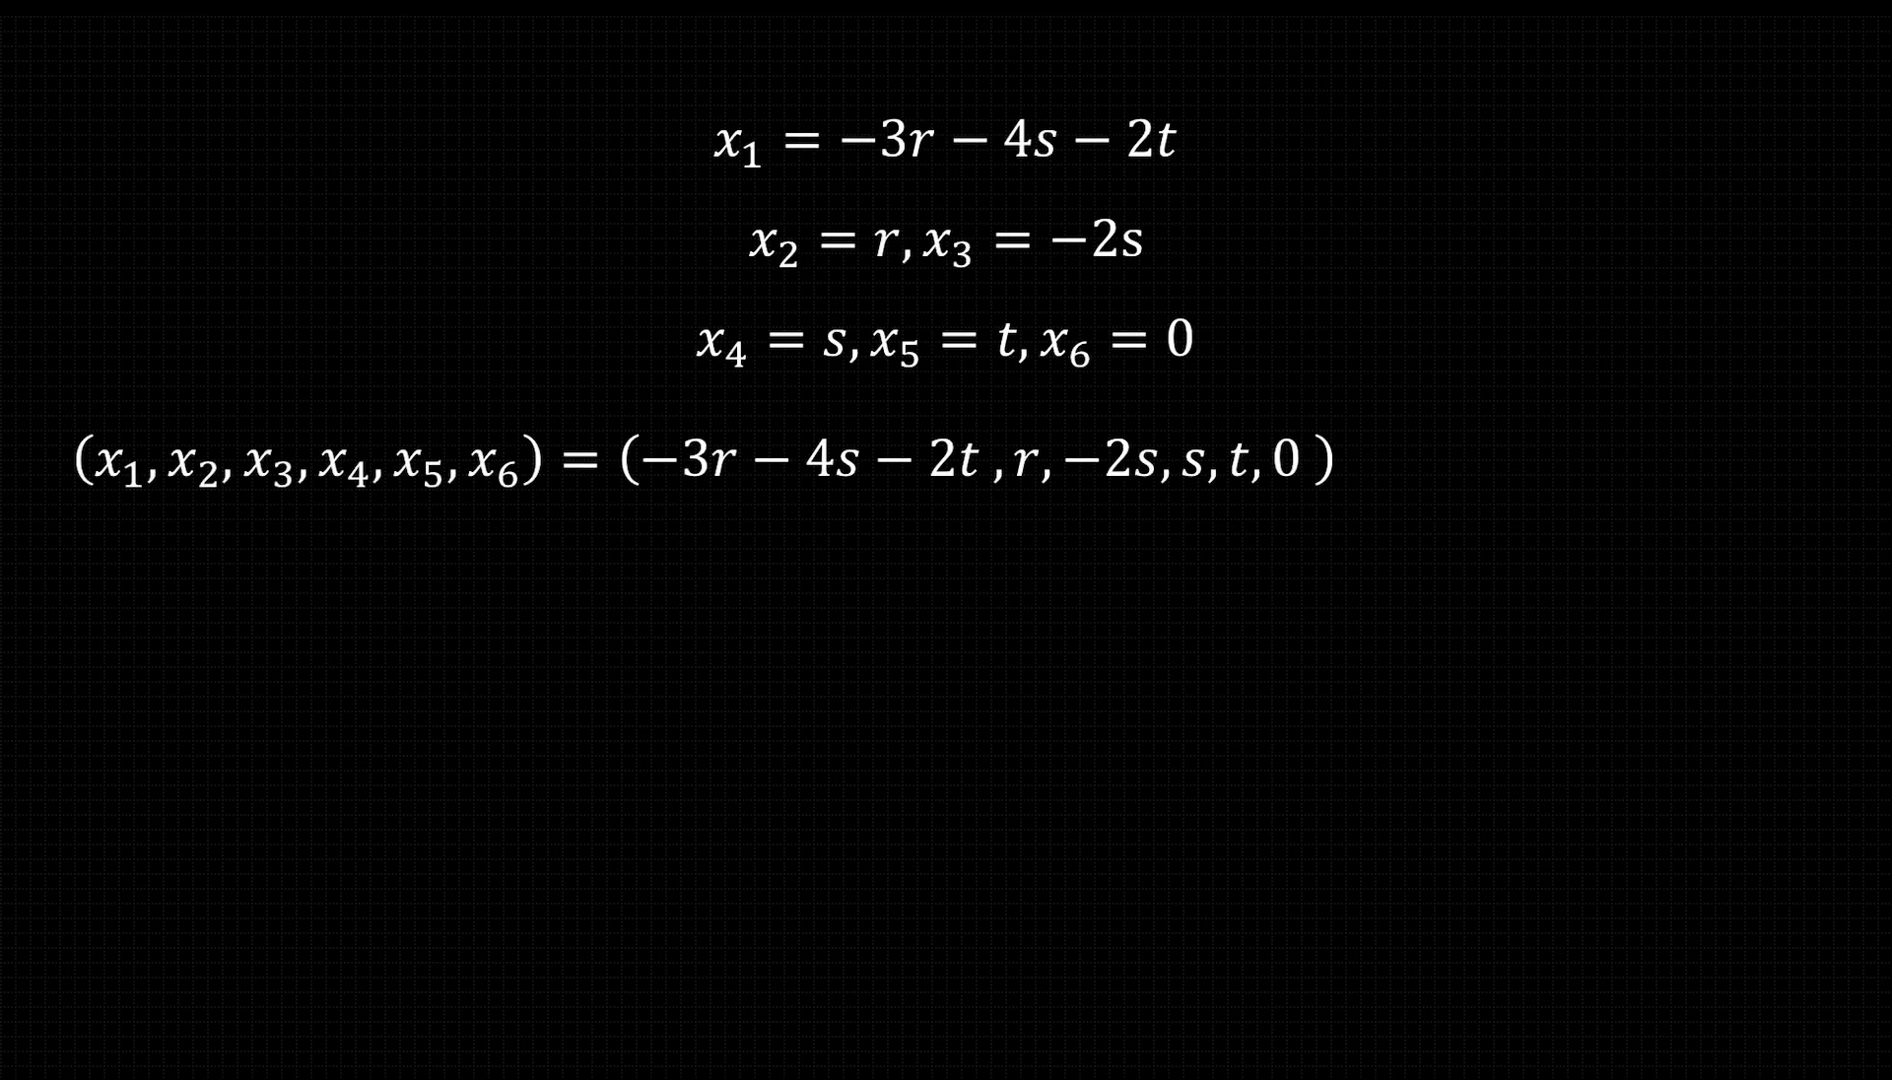 x₁ = −3r − 4s − 2t
x₂ = r, x₃ = −2s
x₄ = s, x₅ = t, x₆ = 0
(x₁, x₂, x₃, x₄, x₅, x₆) = (−3r − 4s − 2t , r, −2s, s, t, 0 )